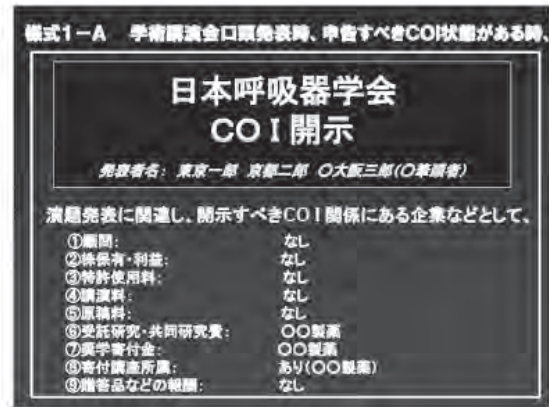 様式1-A 学術講演会口頭発表時、申告すべきCOI状態がある時、
日本呼吸器学会
COI開示
発表者名: 東京一郎 京都二郎 〇大阪三郎(〇筆頭者)
演題発表に関連し、開示すべきCOI関係にある企業などとして、
①顧問: なし
②株保有・利益: なし
③特許使用料: なし
④講演料: なし
⑤原稿料: なし
⑥受託研究・共同研究費: 〇〇製薬
⑦奨学寄付金: 〇〇製薬
⑧寄付講座所属: あり(〇〇製薬)
⑨贈答品などの報酬: なし